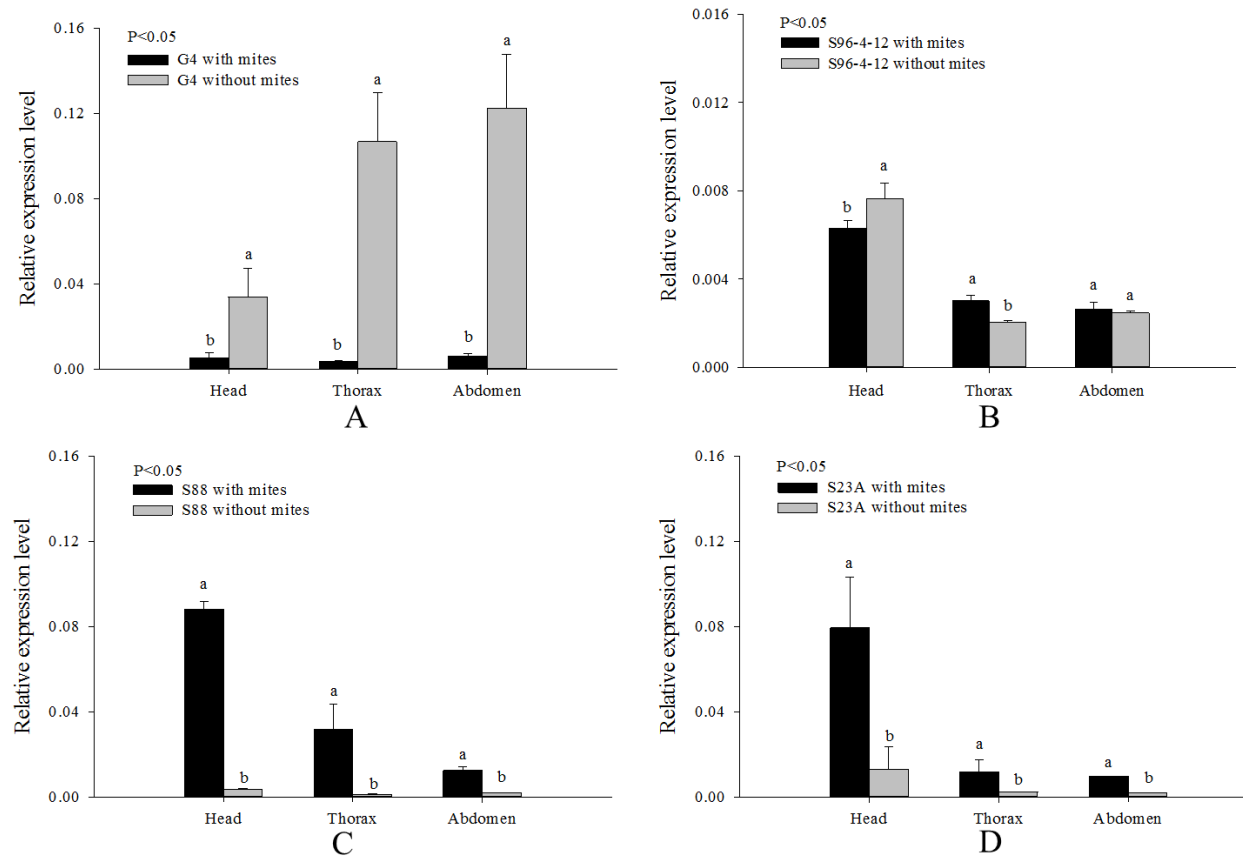 P<0.05
G4 with mites
G4 without mites
Relative expression level
0.16
0.12
0.08
0.04
0.00
b
a
b
a
b
a
Head
Thorax
Abdomen
A
P<0.05
S96-4-12 with mites
S96-4-12 without mites
Relative expression level
0.016
0.012
0.008
0.004
0.000
b
a
a
b
a
a
Head
Thorax
Abdomen
B
P<0.05
S88 with mites
S88 without mites
Relative expression level
0.16
0.12
0.08
0.04
0.00
a
b
a
b
a
b
Head
Thorax
Abdomen
C
P<0.05
S23A with mites
S23A without mites
Relative expression level
0.16
0.12
0.08
0.04
0.00
a
b
a
b
a
b
Head
Thorax
Abdomen
D